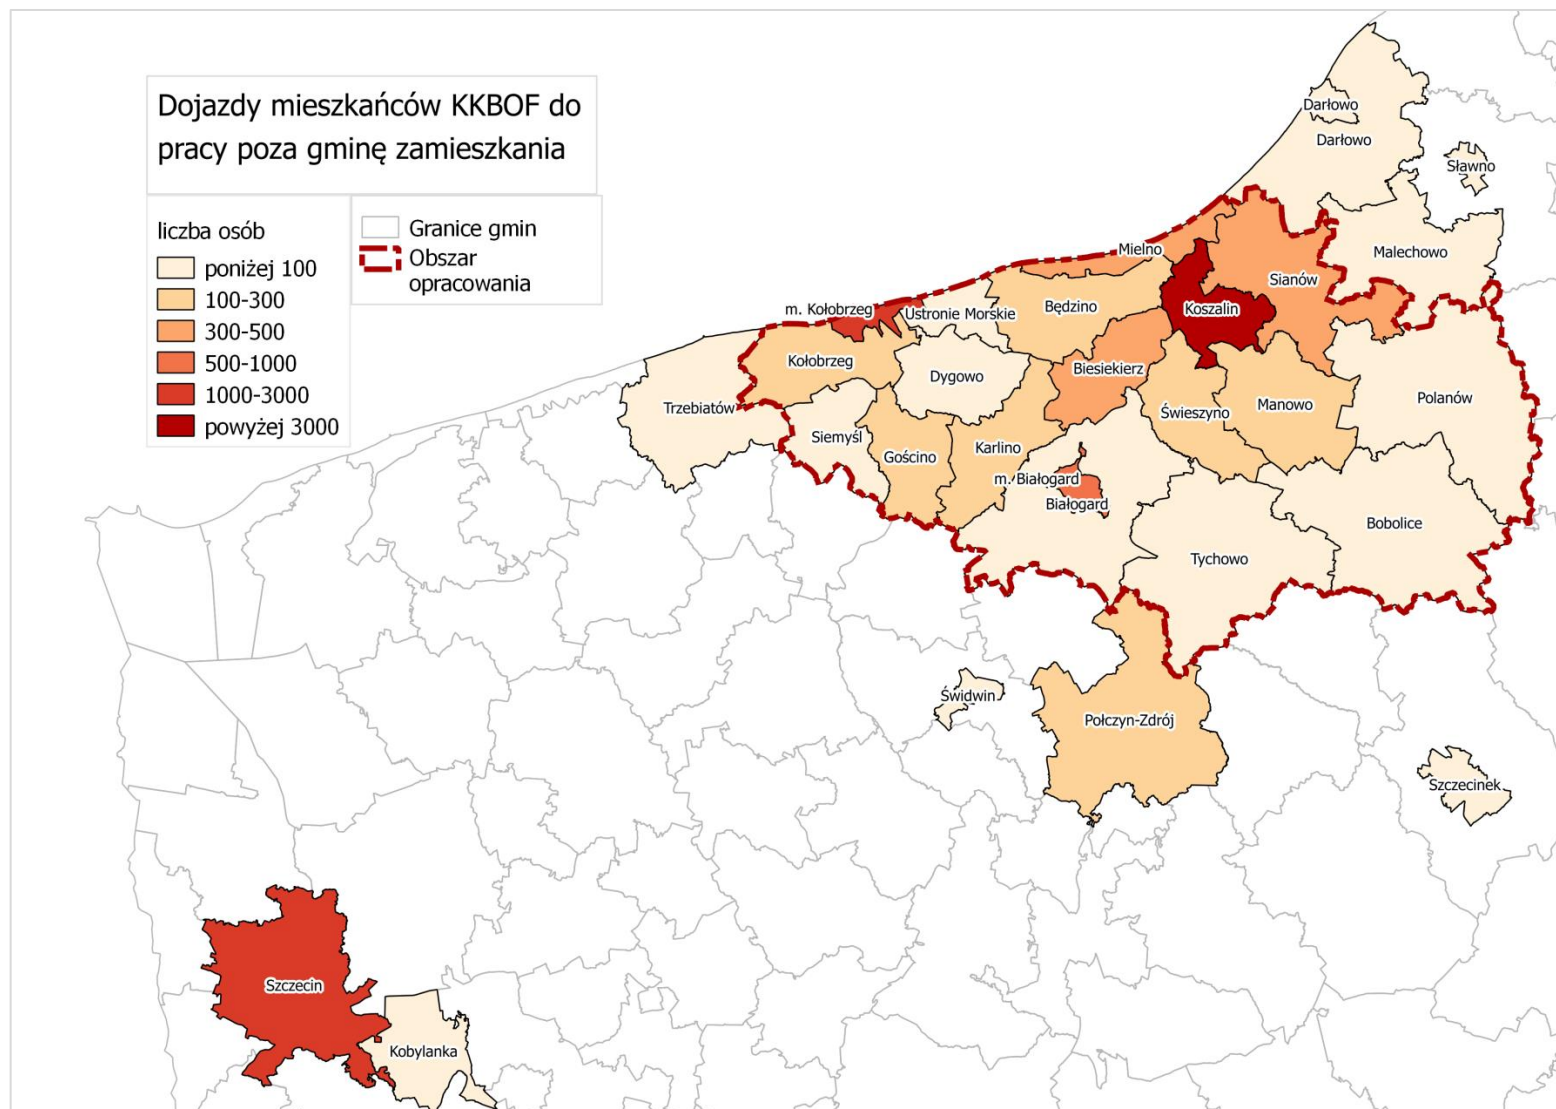 Dojazdy mieszkańców KKBOF do
pracy poza gminę zamieszkania
liczba osób
poniżej 100
100-300
300-500
500-1000
1000-3000
powyżej 3000
Granice gmin
Obszar
opracowania
Darłowo
Darłowo
Sławno
Malechowo
Mielno
Sianów
m. Kołobrzeg
Ustronie Morskie
Będzino
Koszalin
Kołobrzeg
Dygowo
Biesiekierz
Trzebiatów
Siemyśl
Gościno
Karlino
Świeszyno
Manowo
Polanów
m. Białogard
Białogard
Bobolice
Tychowo
Świdwin
Połczyn-Zdrój
Szczecinek
Szczecin
Kobylanka